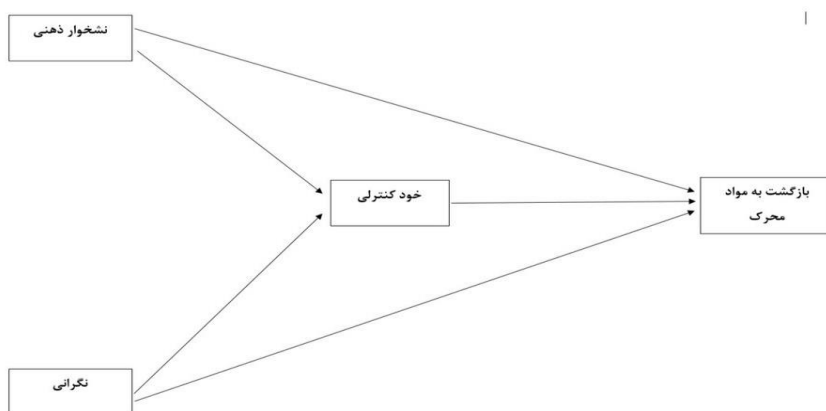 نشخوار ذهنی
خود کنترلی
بازگشت به مواد
محرک
نگرانی